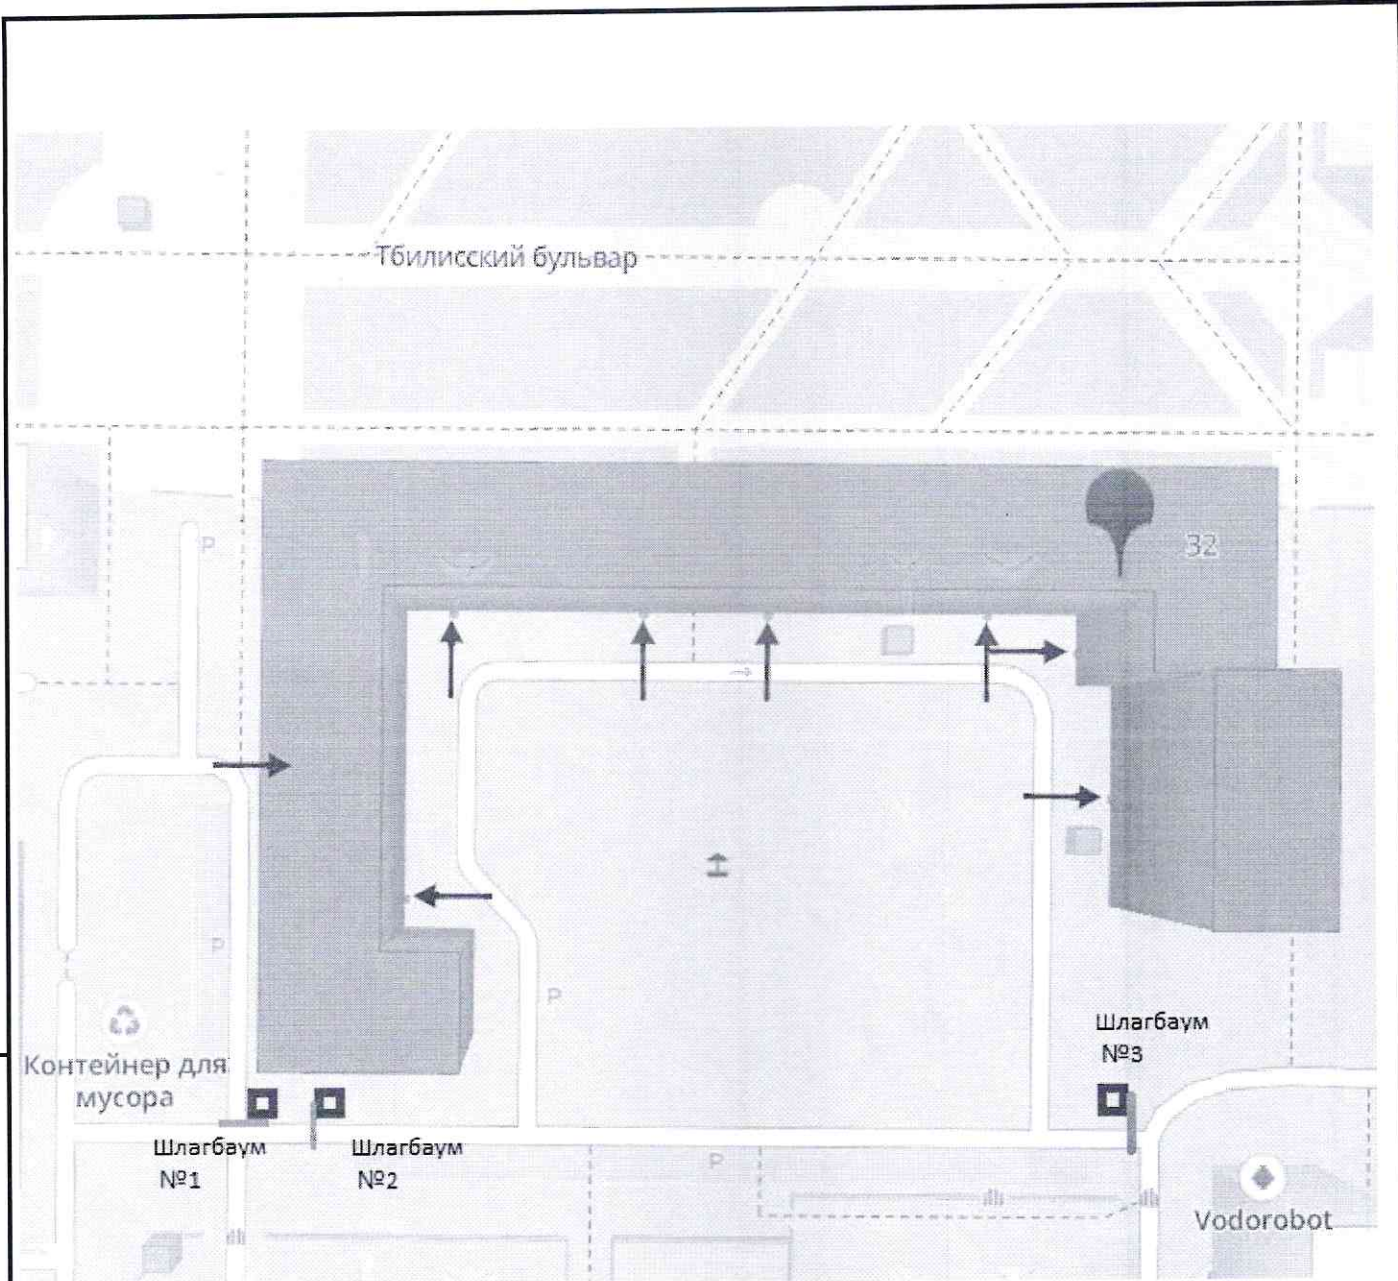 Тбилисский бульвар
32
P
P
P
Шлагбаум
№3
Контейнер для
мусора
Шлагбаум
№1
Шлагбаум
№2
P
Vodorobot